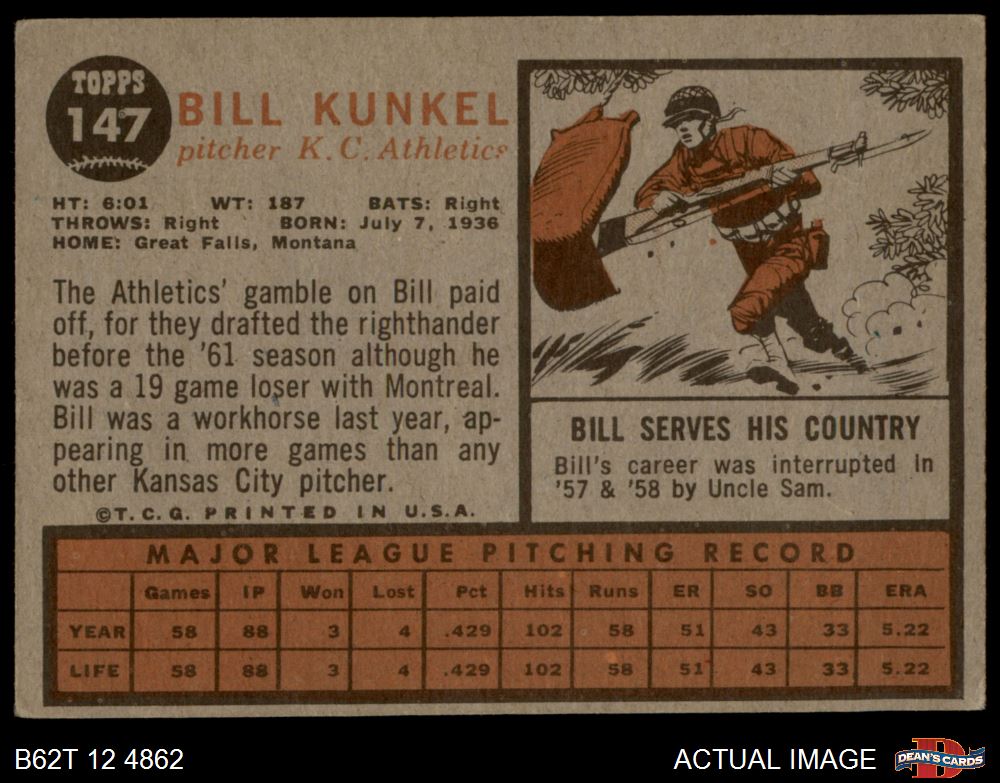 TOPPS
147
BILL KUNKEL
pitcher K. C. Athletics
HT: 6:01 WT: 187 BATS: Right
THROWS: Right BORN: July 7, 1936
HOME: Great Falls, Montana
The Athletics' gamble on Bill paid
off, for they drafted the righthander
before the '61 season although he
was a 19 game loser with Montreal.
Bill was a workhorse last year, ap-
pearing in more games than any
other Kansas City pitcher.
©T. C. G. PRINTED IN U.S.A.
BILL SERVES HIS COUNTRY
Bill's career was interrupted in
'57 & '58 by Uncle Sam.
MAJOR LEAGUE PITCHING RECORD
Games IP Won Lost Pct Hits Runs ER SO BB ERA
YEAR 58 88 3 4 .429 102 58 51 43 33 5.22
LIFE 58 88 3 4 .429 102 58 51 43 33 5.22
B62T 12 4862
ACTUAL IMAGE
D
DEAN'S CARDS